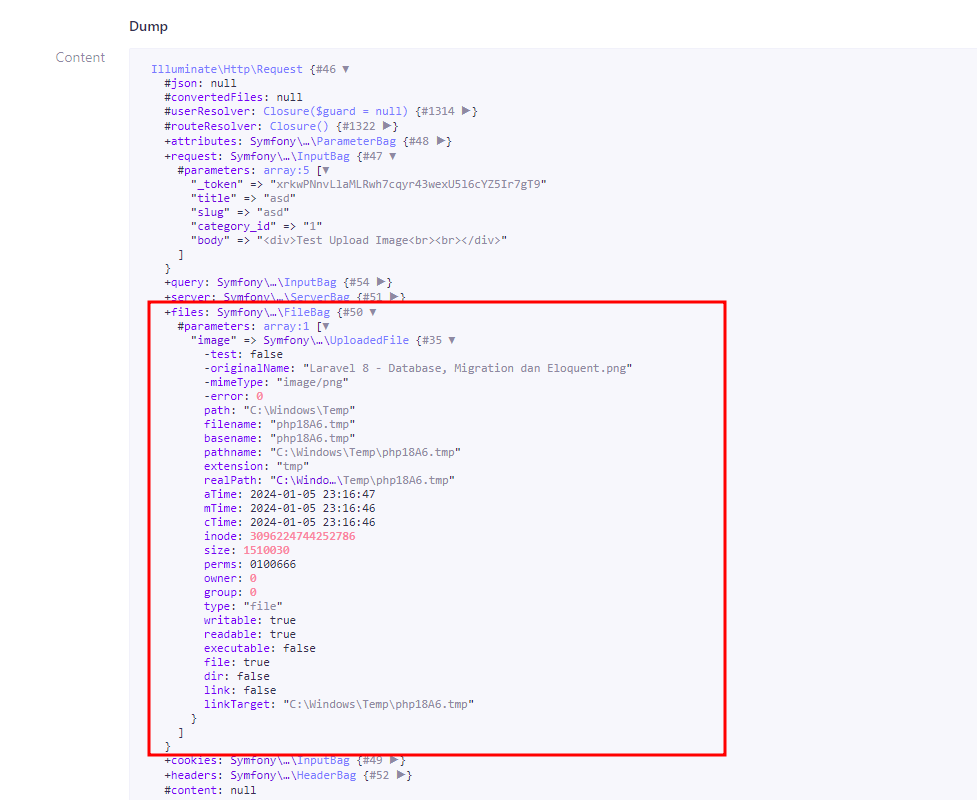 Dump
Content
Illuminate\Http\Request {#46 ▼
#json: null
#convertedFiles: null
#userResolver: Closure($guard = null) {#1314 ▶}
#routeResolver: Closure() {#1322 ▶}
+attributes: Symfony\…\ParameterBag {#48 ▶}
+request: Symfony\…\InputBag {#47 ▼
#parameters: array:5 [▼
"_token" => "xrkwPNnvLlaMLRwh7cqyr43wexU5l6cYZ5Ir7gT9"
"title" => "asd"
"slug" => "asd"
"category_id" => "1"
"body" => "<div>Test Upload Image<br><br></div>"
]
}
+query: Symfony\…\InputBag {#54 ▶}
+server: Symfony\…\ServerBag {#51 ▶}
+files: Symfony\…\FileBag {#50 ▼
#parameters: array:1 [▼
"image" => Symfony\…\UploadedFile {#35 ▼
-test: false
-originalName: "Laravel 8 - Database, Migration dan Eloquent.png"
-mimeType: "image/png"
-error: 0
path: "C:\Windows\Temp"
filename: "php18A6.tmp"
basename: "php18A6.tmp"
pathname: "C:\Windows\Temp\php18A6.tmp"
extension: "tmp"
realPath: "C:\Windo…\Temp\php18A6.tmp"
aTime: 2024-01-05 23:16:47
mTime: 2024-01-05 23:16:46
cTime: 2024-01-05 23:16:46
inode: 3096224744252786
size: 1510030
perms: 0100666
owner: 0
group: 0
type: "file"
writable: true
readable: true
executable: false
file: true
dir: false
link: false
linkTarget: "C:\Windows\Temp\php18A6.tmp"
}
]
}
+cookies: Symfony\…\InputBag {#49 ▶}
+headers: Symfony\…\HeaderBag {#52 ▶}
#content: null